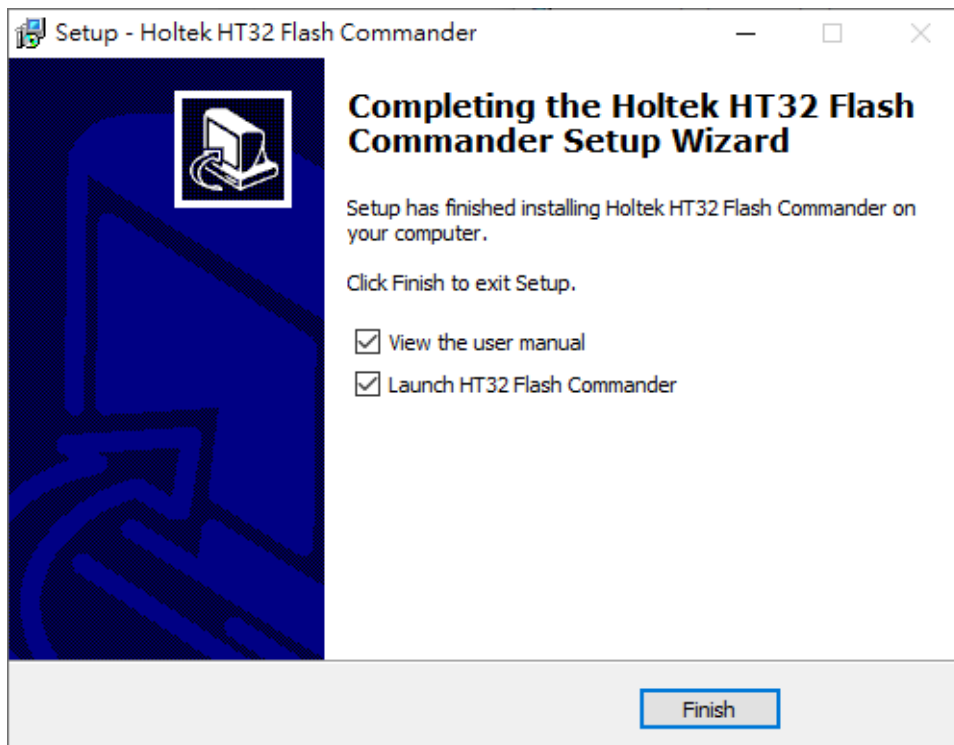 Setup - Holtek HT32 Flash Commander
Completing the Holtek HT32 Flash
Commander Setup Wizard
Setup has finished installing Holtek HT32 Flash Commander on
your computer.
Click Finish to exit Setup.
View the user manual
Launch HT32 Flash Commander
Finish